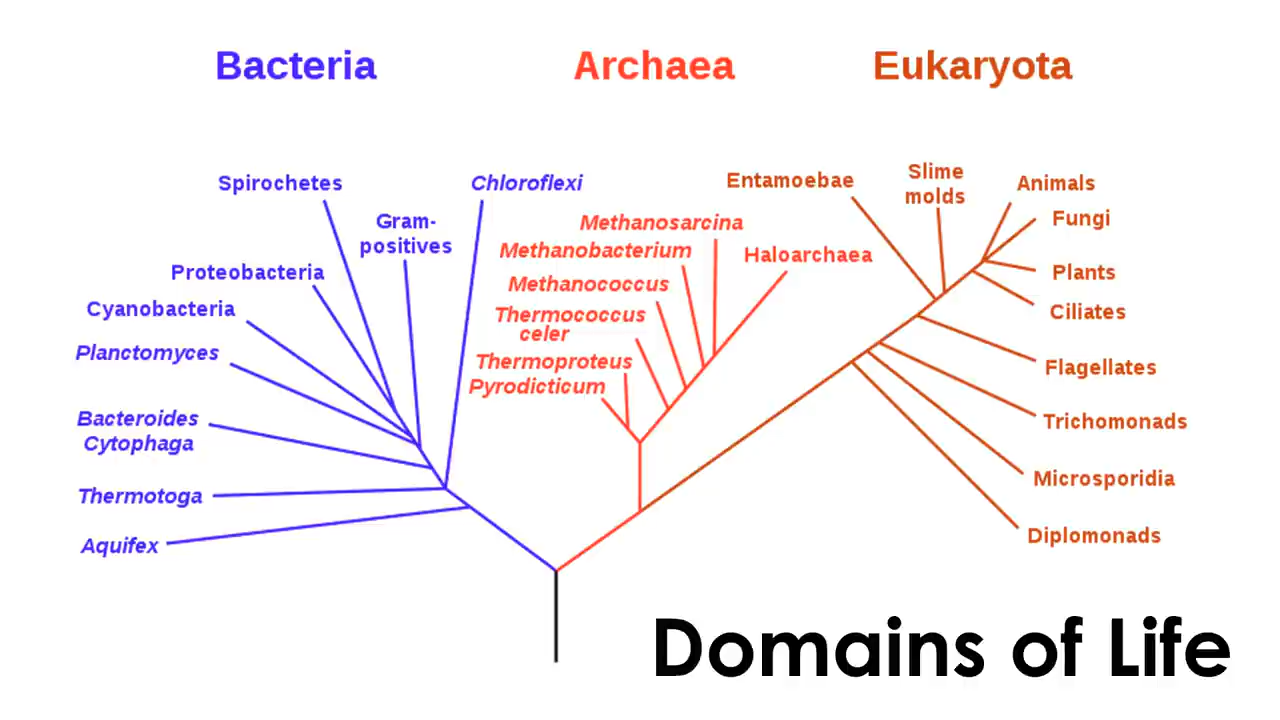 Bacteria
Archaea
Eukaryota
Spirochetes
Gram-
positives
Chloroflexi
Proteobacteria
Cyanobacteria
Planctomyces
Bacteroides
Cytophaga
Thermotoga
Aquifex
Methanosarcina
Methanobacterium
Haloarchaea
Methanococcus
Thermococcus
celer
Thermoproteus
Pyrodicticum
Entamoebae
Slime
molds
Animals
Fungi
Plants
Ciliates
Flagellates
Trichomonads
Microsporidia
Diplomonads
Domains of Life